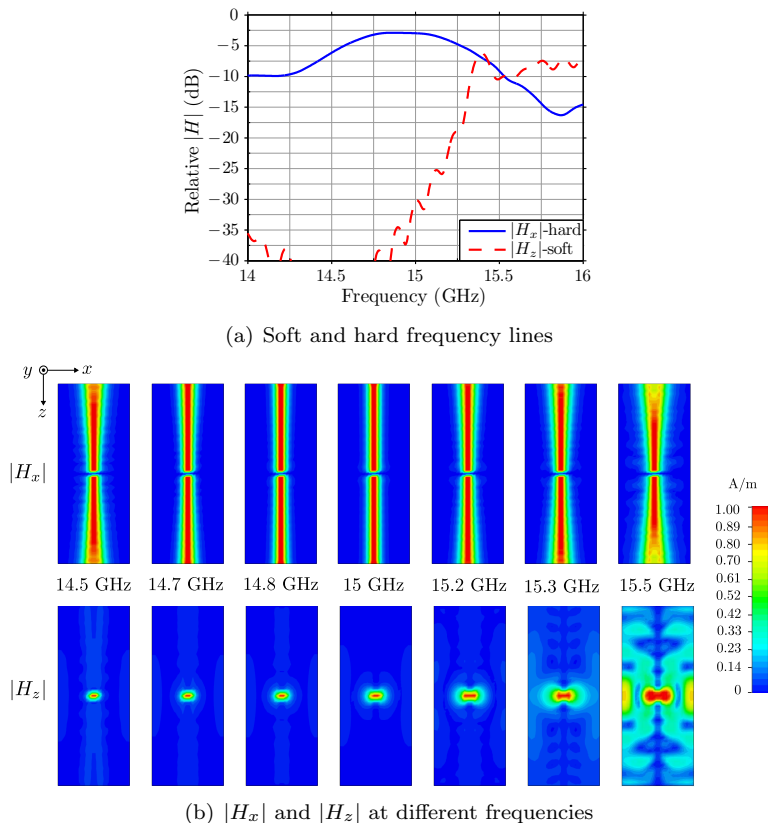 0
−5
−10
−15
−20
−25
−30
−35
−40
Relative |H| (dB)
|H_x|-hard
|H_z|-soft
14 14.5 15 15.5 16
Frequency (GHz)
(a) Soft and hard frequency lines
y x
z
|H_x|
A/m
1.00
0.89
0.80
0.70
0.61
0.52
0.43
0.33
0.23
0.14
0
14.5 GHz 14.7 GHz 14.8 GHz 15 GHz 15.2 GHz 15.3 GHz 15.5 GHz
|H_z|
(b) |H_x| and |H_z| at different frequencies